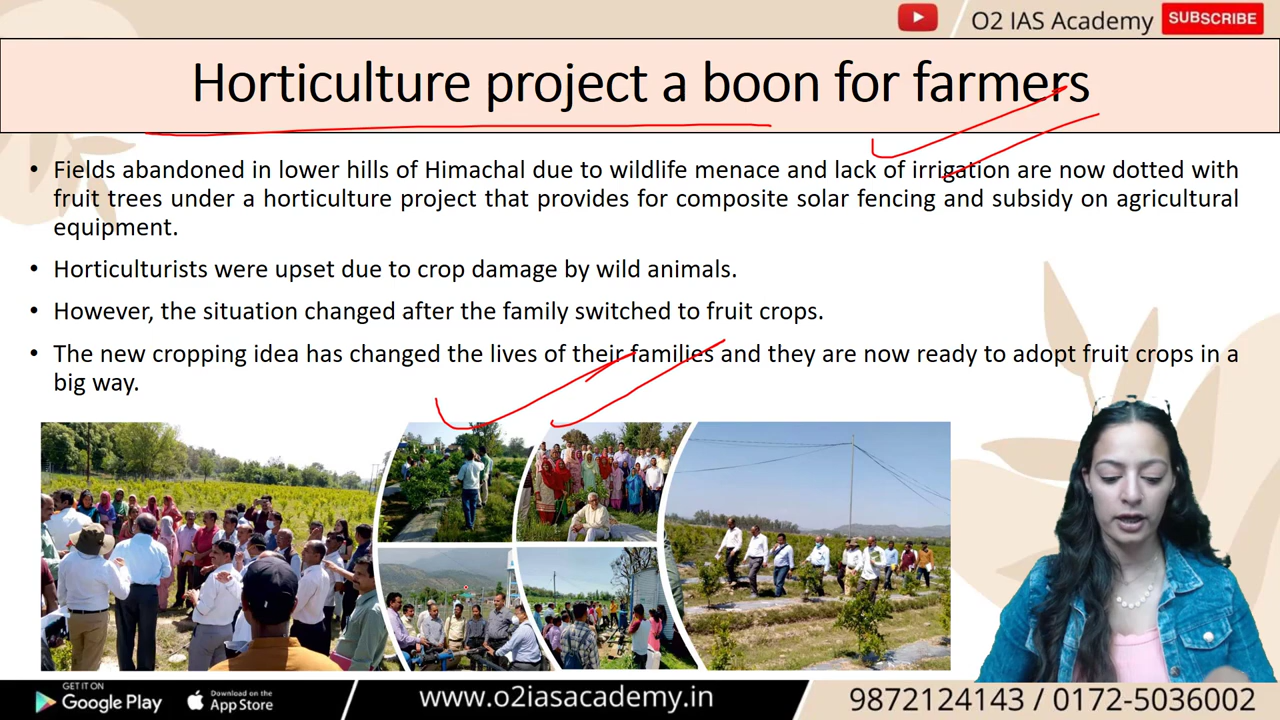 O2 IAS Academy SUBSCRIBE
Horticulture project a boon for farmers
• Fields abandoned in lower hills of Himachal due to wildlife menace and lack of irrigation are now dotted with
fruit trees under a horticulture project that provides for composite solar fencing and subsidy on agricultural
equipment.
• Horticulturists were upset due to crop damage by wild animals.
• However, the situation changed after the family switched to fruit crops.
• The new cropping idea has changed the lives of their families and they are now ready to adopt fruit crops in a
big way.
GET IT ON
Google Play
Download on the
App Store
www.o2iasacademy.in
9872124143 / 0172-5036002